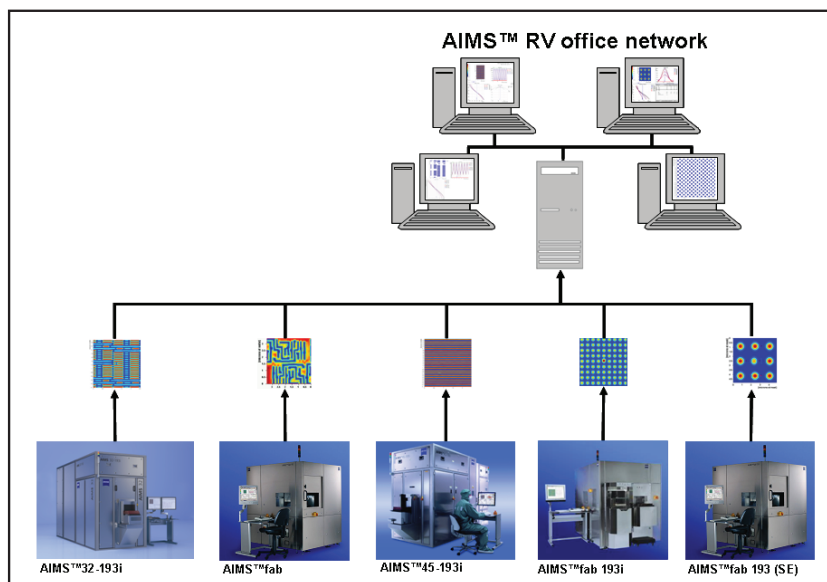 AIMS™ RV office network
AIMS™32-193i
AIMS™fab
AIMS™45-193i
AIMS™fab 193i
AIMS™fab 193 (SE)